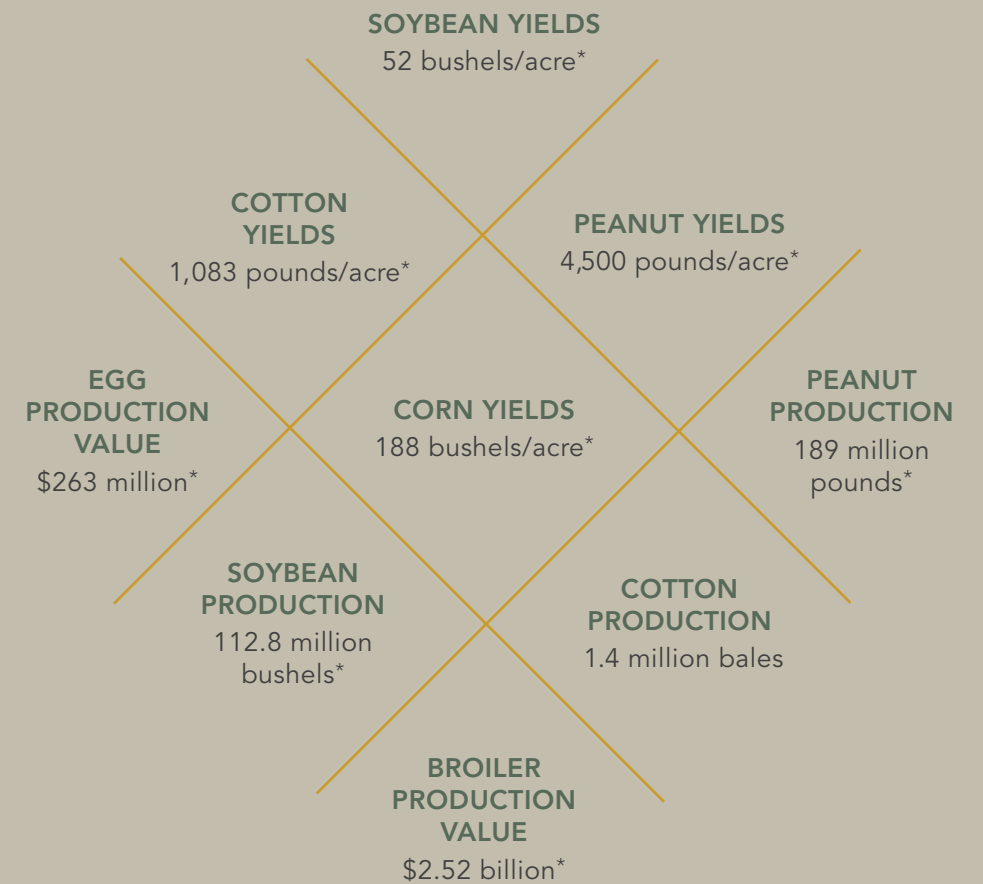 SOYBEAN YIELDS
52 bushels/acre*
COTTON
YIELDS
1,083 pounds/acre*
PEANUT YIELDS
4,500 pounds/acre*
EGG
PRODUCTION
VALUE
$263 million*
CORN YIELDS
188 bushels/acre*
PEANUT
PRODUCTION
189 million
pounds*
SOYBEAN
PRODUCTION
112.8 million
bushels*
COTTON
PRODUCTION
1.4 million bales
BROILER
PRODUCTION
VALUE
$2.52 billion*